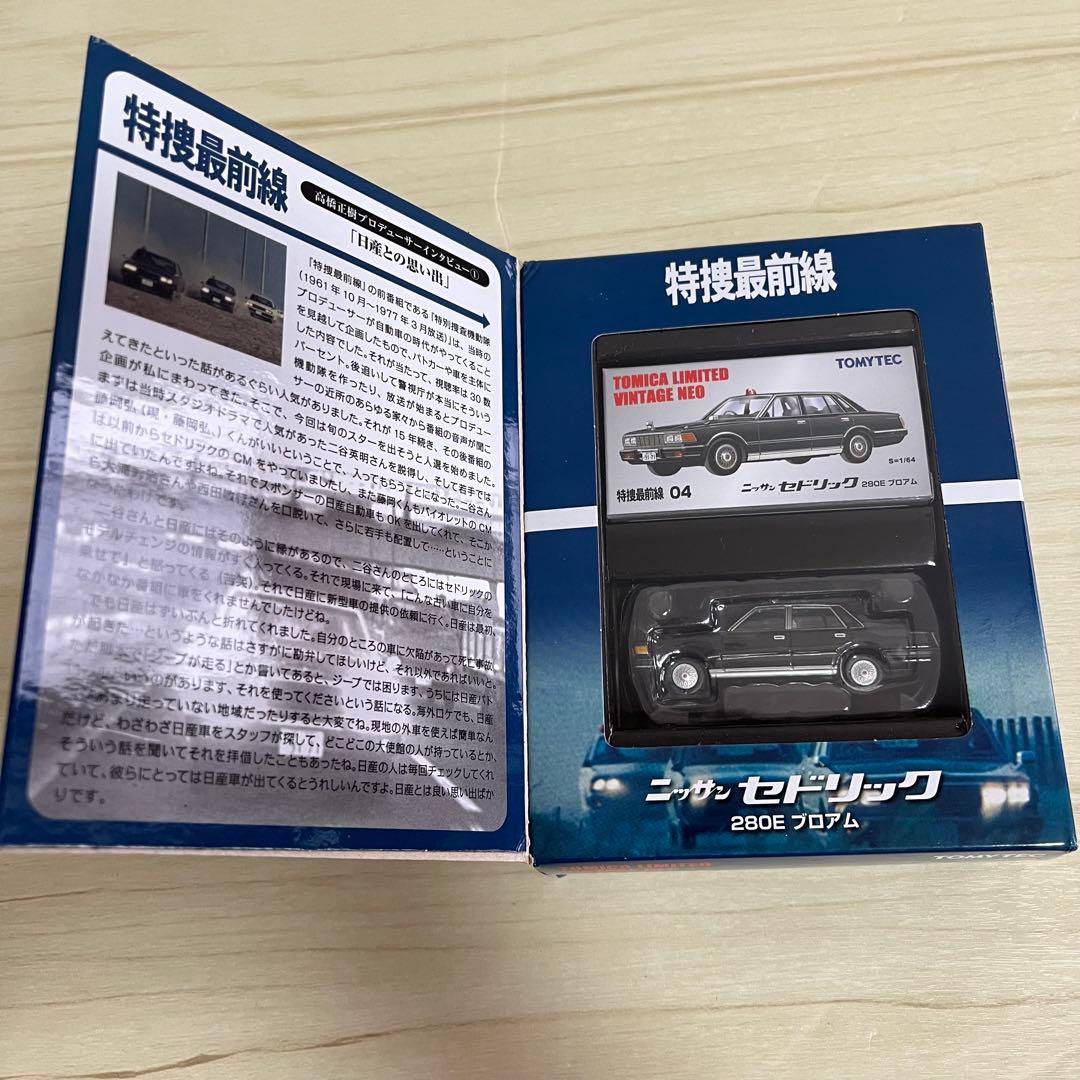 特捜最前線
高橋正樹プロデューサーインタビュー①
「日産との思い出」
「特捜最前線」の前番組である「特別捜査機動隊
(1961年10月〜1977年3月放送)」は、当時の
プロデューサーが自動車の時代がやってくること
を見越して企画したもので、パトカーや車を主体に
した内容でした。それが当たって、視聴率は30数
パーセント。後追いして警視庁が本当にそういう
機動隊を作ったり、放送が始まるとプロデュー
サーの近所のあらゆる家々から番組の音声が聞こ
えてきたといった話があるぐらい人気がありました。それが15年続き、その後番組の
企画が私にまわってきた。そこで、今回は旬のスターを出そうと人選を始めました。
まずは当時スタジオドラマで人気があった二谷英明さんを説得し、そして若手では
藤岡弘(現・藤岡弘、)くんがいいということで、入ってもらうことになった。二谷さん
は以前からセドリックのCMをやっていましたし、また藤岡くんもバイオレットのCM
に出ていたんですよね。それでスポンサーの日産自動車もOKを出してくれて、そこか
ら大滝秀治さんや西田敏行さんを口説いて、さらに若手も配置して……ということに
なったわけです。
二谷さんと日産にはそのように縁があるので、二谷さんのところにはセドリックの
モデルチェンジの情報がすぐ入ってくる。それで現場に来て、「こんな古い車に自分を
乗せて」と怒ってくる(苦笑)。それで日産に新型車の提供の依頼に行く。日産は最初、
なかなか番組に車をくれませんでしたけどね。
でも日産はずいぶんと折れてくれました。自分のところの車に欠陥があって死亡事故
が起きた…というような話はさすがに勘弁してほしいけど、それ以外であればいいと。
「ジープが走る」とか書いてあると、ジープでは困ります、うちには日産パト
というのがあります、それを使ってくださいという話になる。海外ロケでも、日産
があまり走っていない地域だったりすると大変でね。現地の外車を使えば簡単なん
だけど、わざわざ日産車をスタッフが探して、どこどこの大使館の人が持っているとか、
そういう話を聞いてそれを拝借したこともあったね。日産の人は毎回チェックしてくれ
ていて、彼らにとっては日産車が出てくるとうれしいんですよ。日産とは良い思い出ばか
りです。
特捜最前線
TOMYTEC
TOMICA LIMITED
VINTAGE NEO
S=1/64
特捜最前線 04
ニッサン セドリック 280E ブロアム
ニッサン セドリック
280E ブロアム
TOMICA LIMITED
TOMYTEC